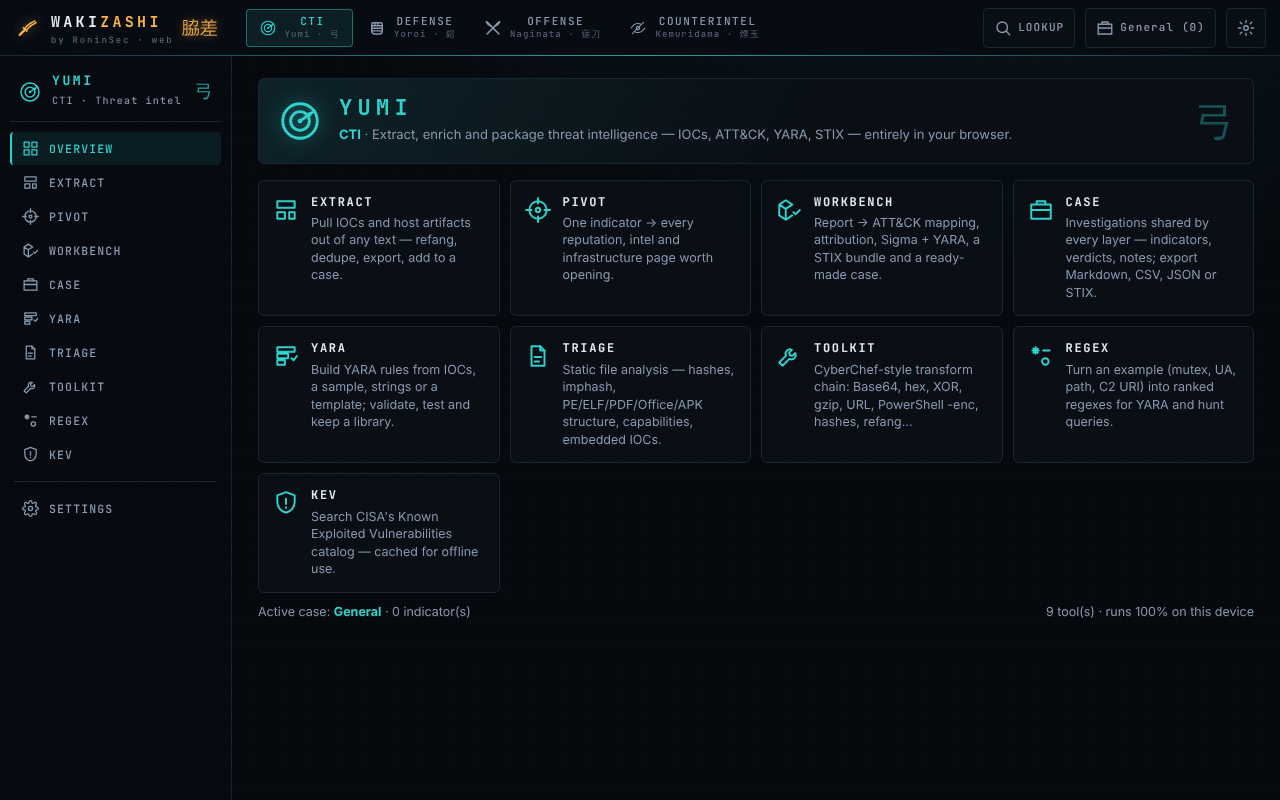 WAKIZASHI
by RoninSec · web
脇差
CTI
Yumi · 弓
DEFENSE
Yoroi · 鎧
OFFENSE
Naginata · 薙刀
COUNTERINTEL
Kemuridama · 煙玉
LOOKUP
General (0)
YUMI
CTI · Threat intel
弓
OVERVIEW
EXTRACT
PIVOT
WORKBENCH
CASE
YARA
TRIAGE
TOOLKIT
REGEX
KEV
SETTINGS
YUMI
CTI · Extract, enrich and package threat intelligence — IOCs, ATT&CK, YARA, STIX — entirely in your browser.
弓
EXTRACT
Pull IOCs and host artifacts
out of any text — refang,
dedupe, export, add to a
case.
PIVOT
One indicator → every
reputation, intel and
infrastructure page worth
opening.
WORKBENCH
Report → ATT&CK mapping,
attribution, Sigma + YARA, a
STIX bundle and a ready-
made case.
CASE
Investigations shared by
every layer — indicators,
verdicts, notes; export
Markdown, CSV, JSON or
STIX.
YARA
Build YARA rules from IOCs,
a sample, strings or a
template; validate, test and
keep a library.
TRIAGE
Static file analysis — hashes,
imphash,
PE/ELF/PDF/Office/APK
structure, capabilities,
embedded IOCs.
TOOLKIT
CyberChef-style transform
chain: Base64, hex, XOR,
gzip, URL, PowerShell -enc,
hashes, refang…
REGEX
Turn an example (mutex, UA,
path, C2 URI) into ranked
regexes for YARA and hunt
queries.
KEV
Search CISA's Known
Exploited Vulnerabilities
catalog — cached for offline
use.
Active case: General · 0 indicator(s)
9 tool(s) · runs 100% on this device